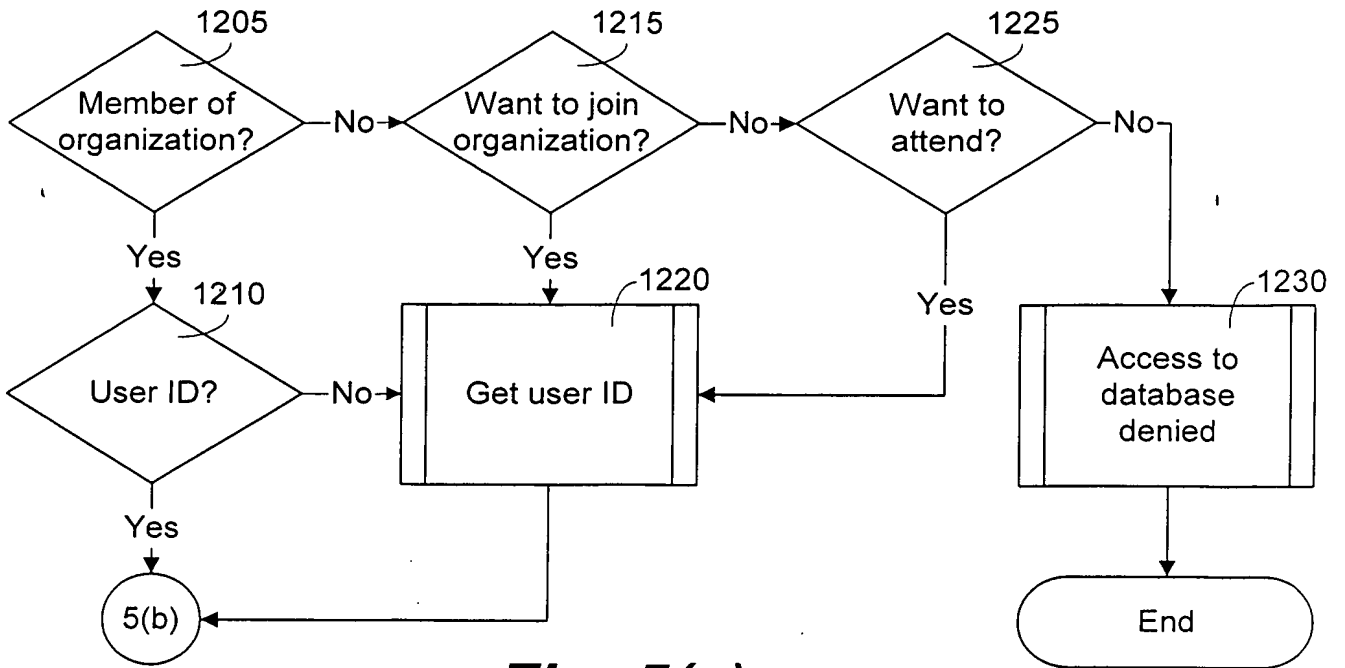 1205
1215
1225
Member of
organization?
No
Want to join
organization?
No
Want to
attend?
No
Yes
Yes
Yes
1210
1220
1230
User ID?
No
Get user ID
Access to
database
denied
Yes
5(b)
End